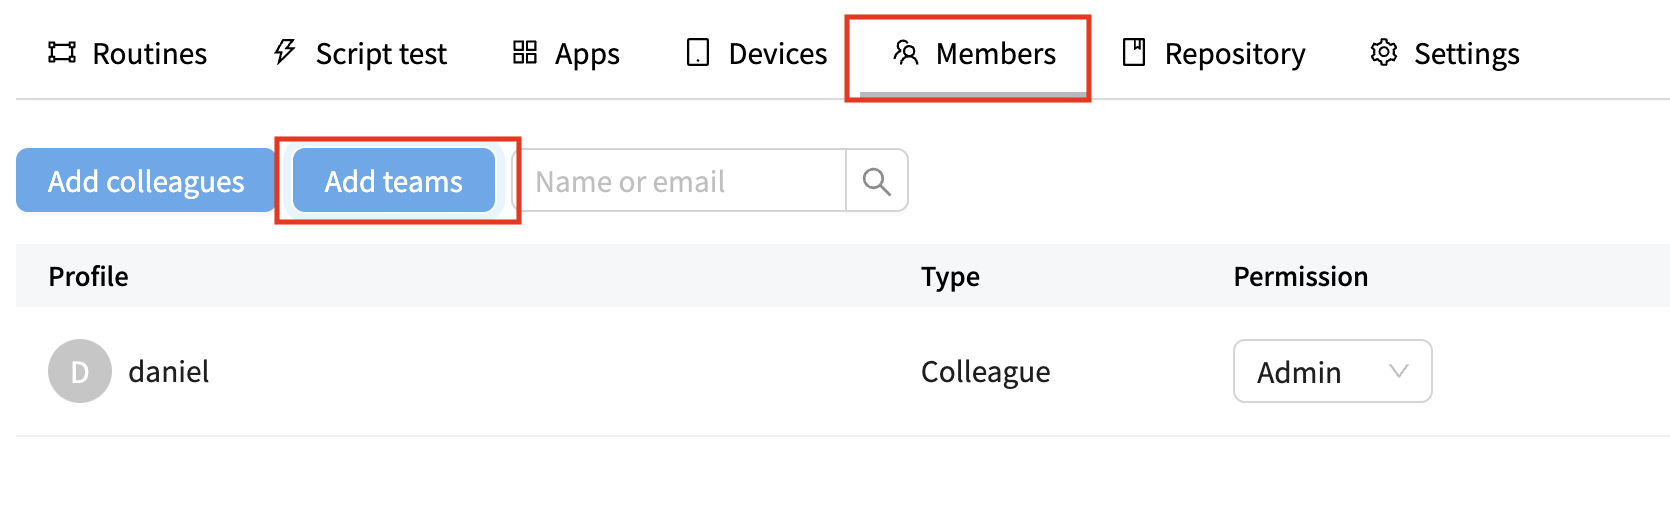 Routines Script test Apps Devices Members Repository Settings
Add colleagues Add teams Name or email
Profile Type Permission
D daniel Colleague Admin